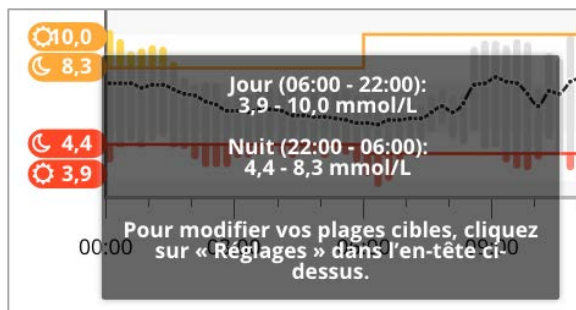 10,0
8,3
Jour (06:00 - 22:00):
3,9 - 10,0 mmol/L
4,4
Nuit (22:00 - 06:00):
4,4 - 8,3 mmol/L
3,9
Pour modifier vos plages cibles, cliquez
sur « Réglages » dans l’en-tête ci-
dessus.
00:00
09:00